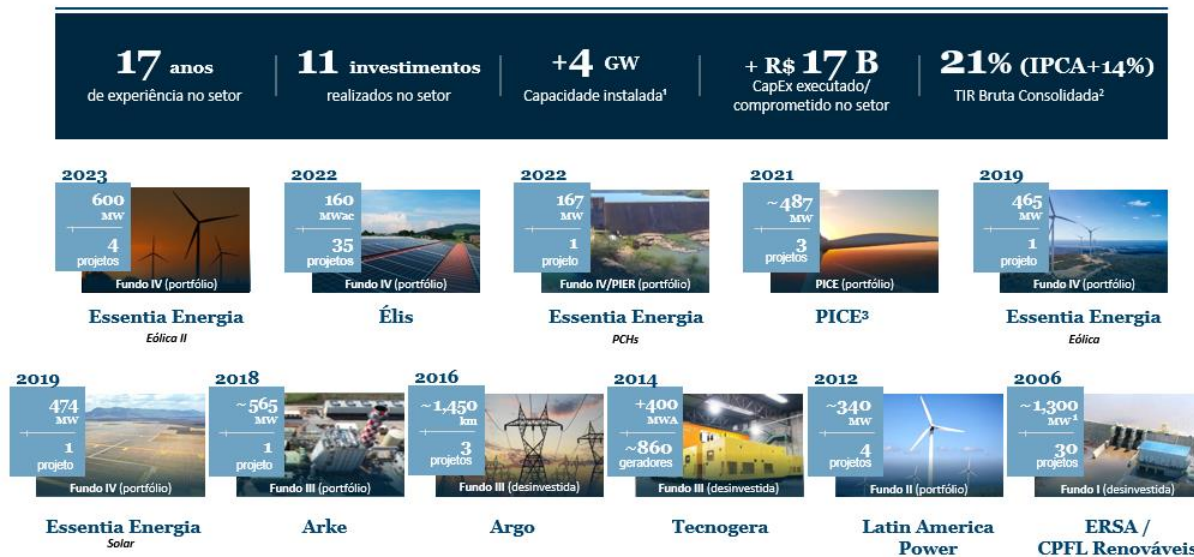 17 anos
de experiência no setor
11 investimentos
realizados no setor
+4 GW
Capacidade instalada¹
+ R$ 17 B
CapEx executado/
comprometido no setor
21% (IPCA+14%)
TIR Bruta Consolidada²
2023
600
MW
4
projetos
Fundo IV (portfólio)
Essentia Energia
Eólica II
2022
160
MWac
35
projetos
Fundo IV (portfólio)
Élis
2022
167
MW
1
projeto
Fundo IV/PIER (portfólio)
Essentia Energia
PCHs
2021
~487
MW
3
projetos
PICE (portfólio)
PICE³
2019
465
MW
1
projeto
Fundo IV (portfólio)
Essentia Energia
Eólica
2019
474
MW
1
projeto
Fundo IV (portfólio)
Essentia Energia
Solar
2018
~565
MW
1
projeto
Fundo III (portfólio)
Arke
2016
~1,450
km
3
projetos
Fundo III (desinvestida)
Argo
2014
+400
MWA
~860
geradores
Fundo III (desinvestida)
Tecnogera
2012
~340
MW
4
projetos
Fundo II (portfólio)
Latin America
Power
2006
~1,300
MW¹
30
projetos
Fundo I (desinvestida)
ERSA /
CPFL Renováveis